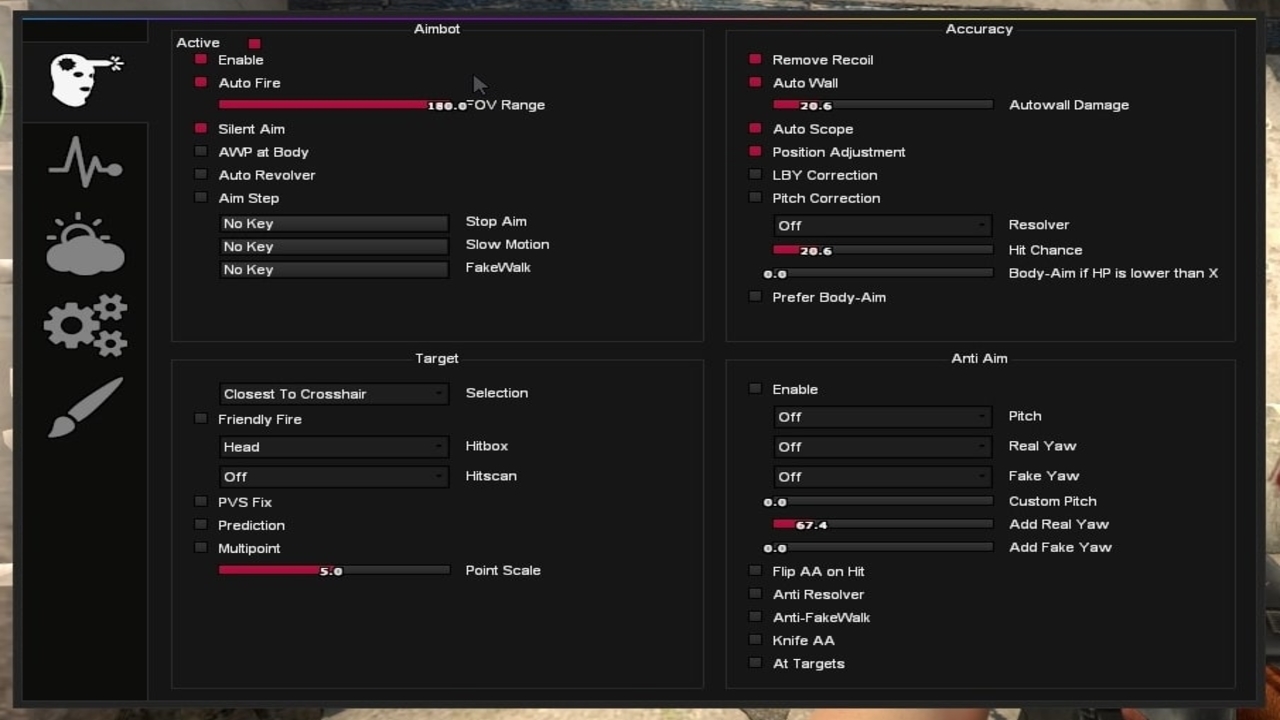 Aimbot
Active
Enable
Auto Fire
180.0 FOV Range
Silent Aim
AWP at Body
Auto Revolver
Aim Step
No Key Stop Aim
No Key Slow Motion
No Key FakeWalk
Accuracy
Remove Recoil
Auto Wall
20.6 Autowall Damage
Auto Scope
Position Adjustment
LBY Correction
Pitch Correction
Off Resolver
20.6 Hit Chance
0.0 Body-Aim if HP is lower than X
Prefer Body-Aim
Target
Closest To Crosshair Selection
Friendly Fire
Head Hitbox
Off Hitscan
PVS Fix
Prediction
Multipoint
5.0 Point Scale
Anti Aim
Enable
Off Pitch
Off Real Yaw
Off Fake Yaw
0.0 Custom Pitch
67.4 Add Real Yaw
0.0 Add Fake Yaw
Flip AA on Hit
Anti Resolver
Anti-FakeWalk
Knife AA
At Targets